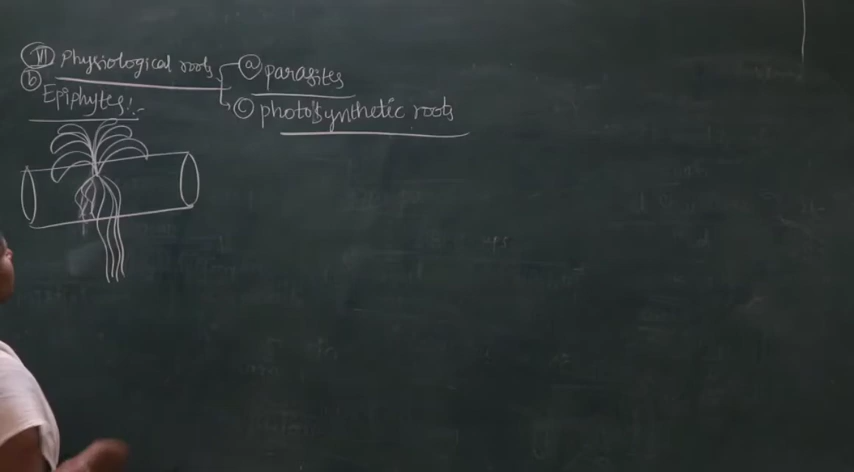 VI Physiological roots
a parasites
b Epiphytes:-
c photosynthetic roots